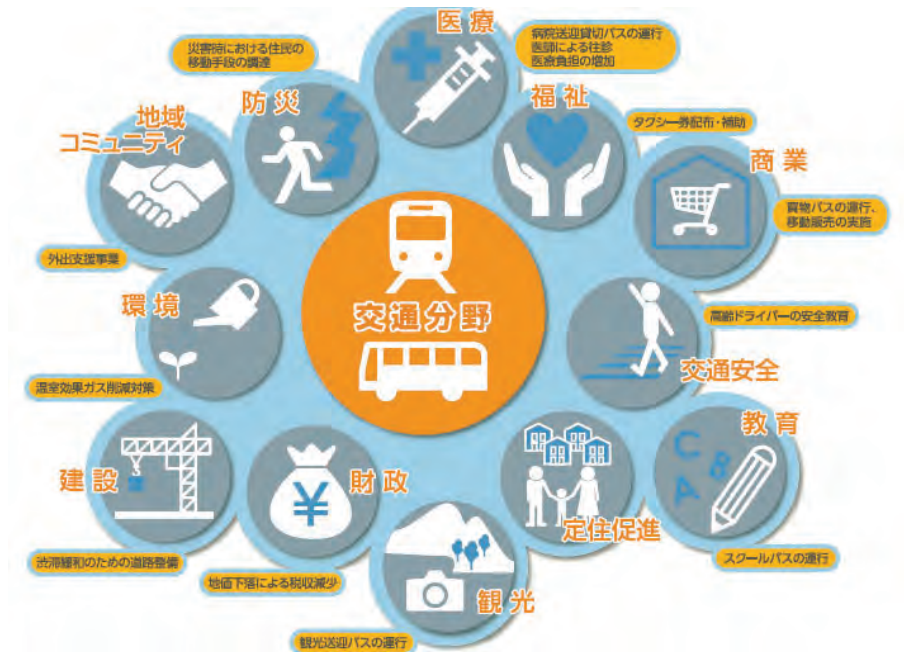 医療
病院送迎貸切バスの運行
医師による往診
医療負担の増加
災害時における住民の
移動手段の調達
防災
福祉
タクシー券配布・補助
地域
コミュニティ
商業
買物バスの運行、
移動販売の実施
外出支援事業
環境
交通分野
高齢ドライバーの安全教育
交通安全
温室効果ガス削減対策
教育
C
B
A
建設
財政
¥
定住促進
渋滞緩和のための道路整備
地価下落による税収減少
スクールバスの運行
観光
観光送迎バスの運行